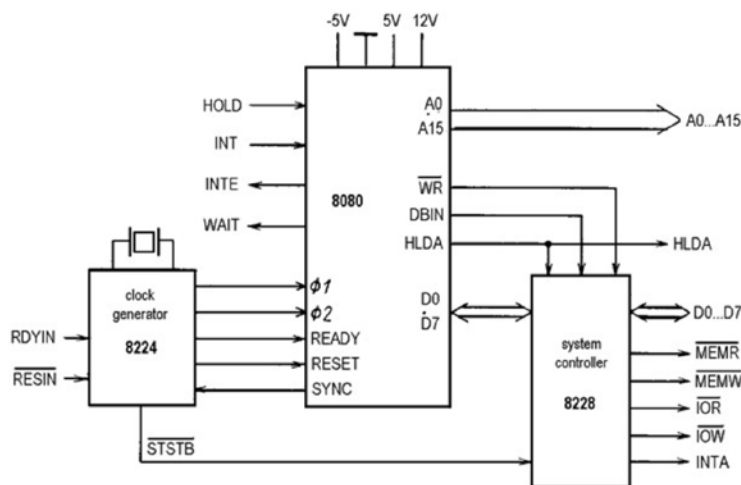 -5V 5V 12V
HOLD
A0
A15
A0...A15
INT
INTE
8080
WR
WAIT
DBIN
HLDA
HLDA
clock
generator
8224
ϕ1
ϕ2
D0
D7
D0...D7
RDYIN
READY
RESIN
RESET
SYNC
system
controller
8228
MEMR
MEMW
IOR
IOW
INTA
STSTB